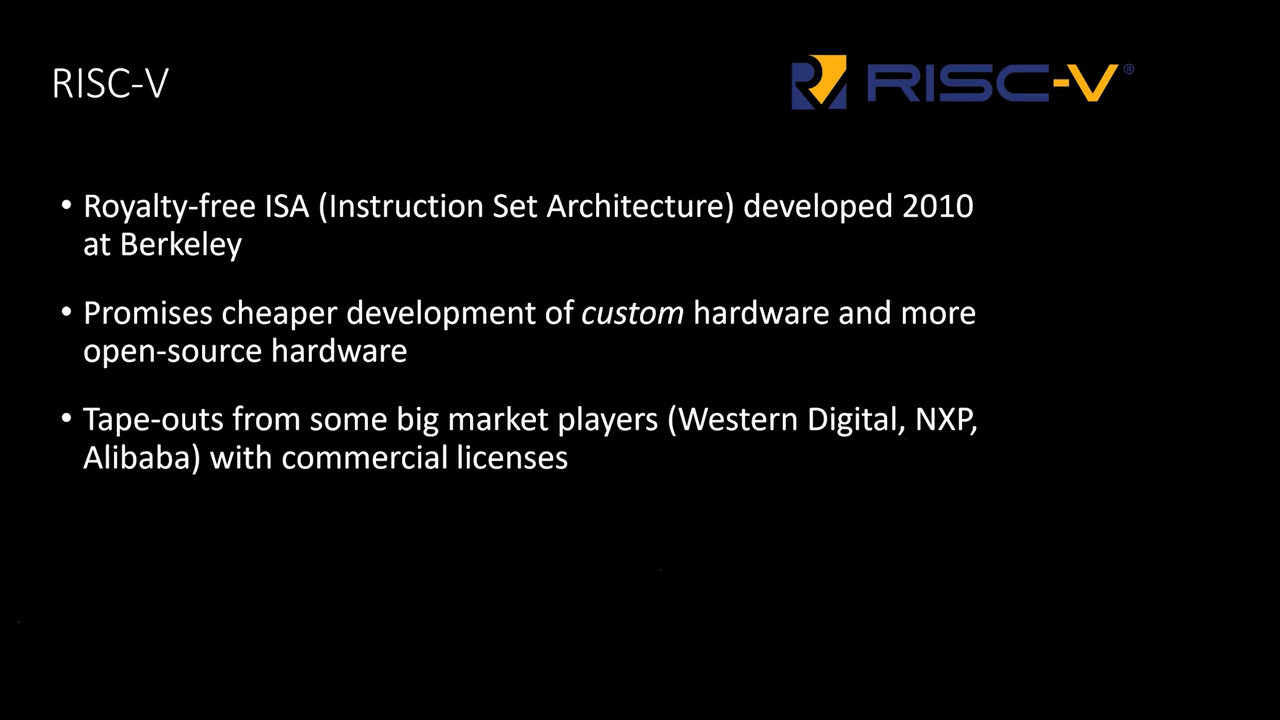 RISC-V
RISC-V®
• Royalty-free ISA (Instruction Set Architecture) developed 2010
at Berkeley
• Promises cheaper development of custom hardware and more
open-source hardware
• Tape-outs from some big market players (Western Digital, NXP,
Alibaba) with commercial licenses